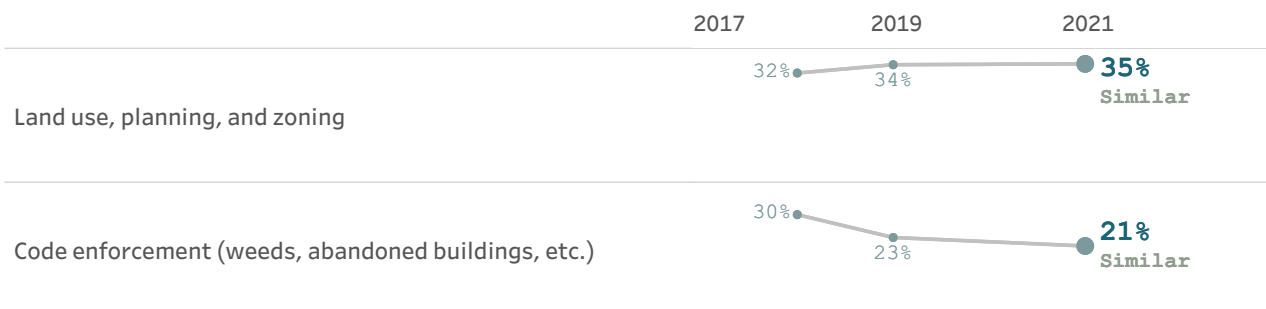 2017 2019 2021
32% 34% 35%
Similar
Land use, planning, and zoning
30% 23% 21%
Similar
Code enforcement (weeds, abandoned buildings, etc.)